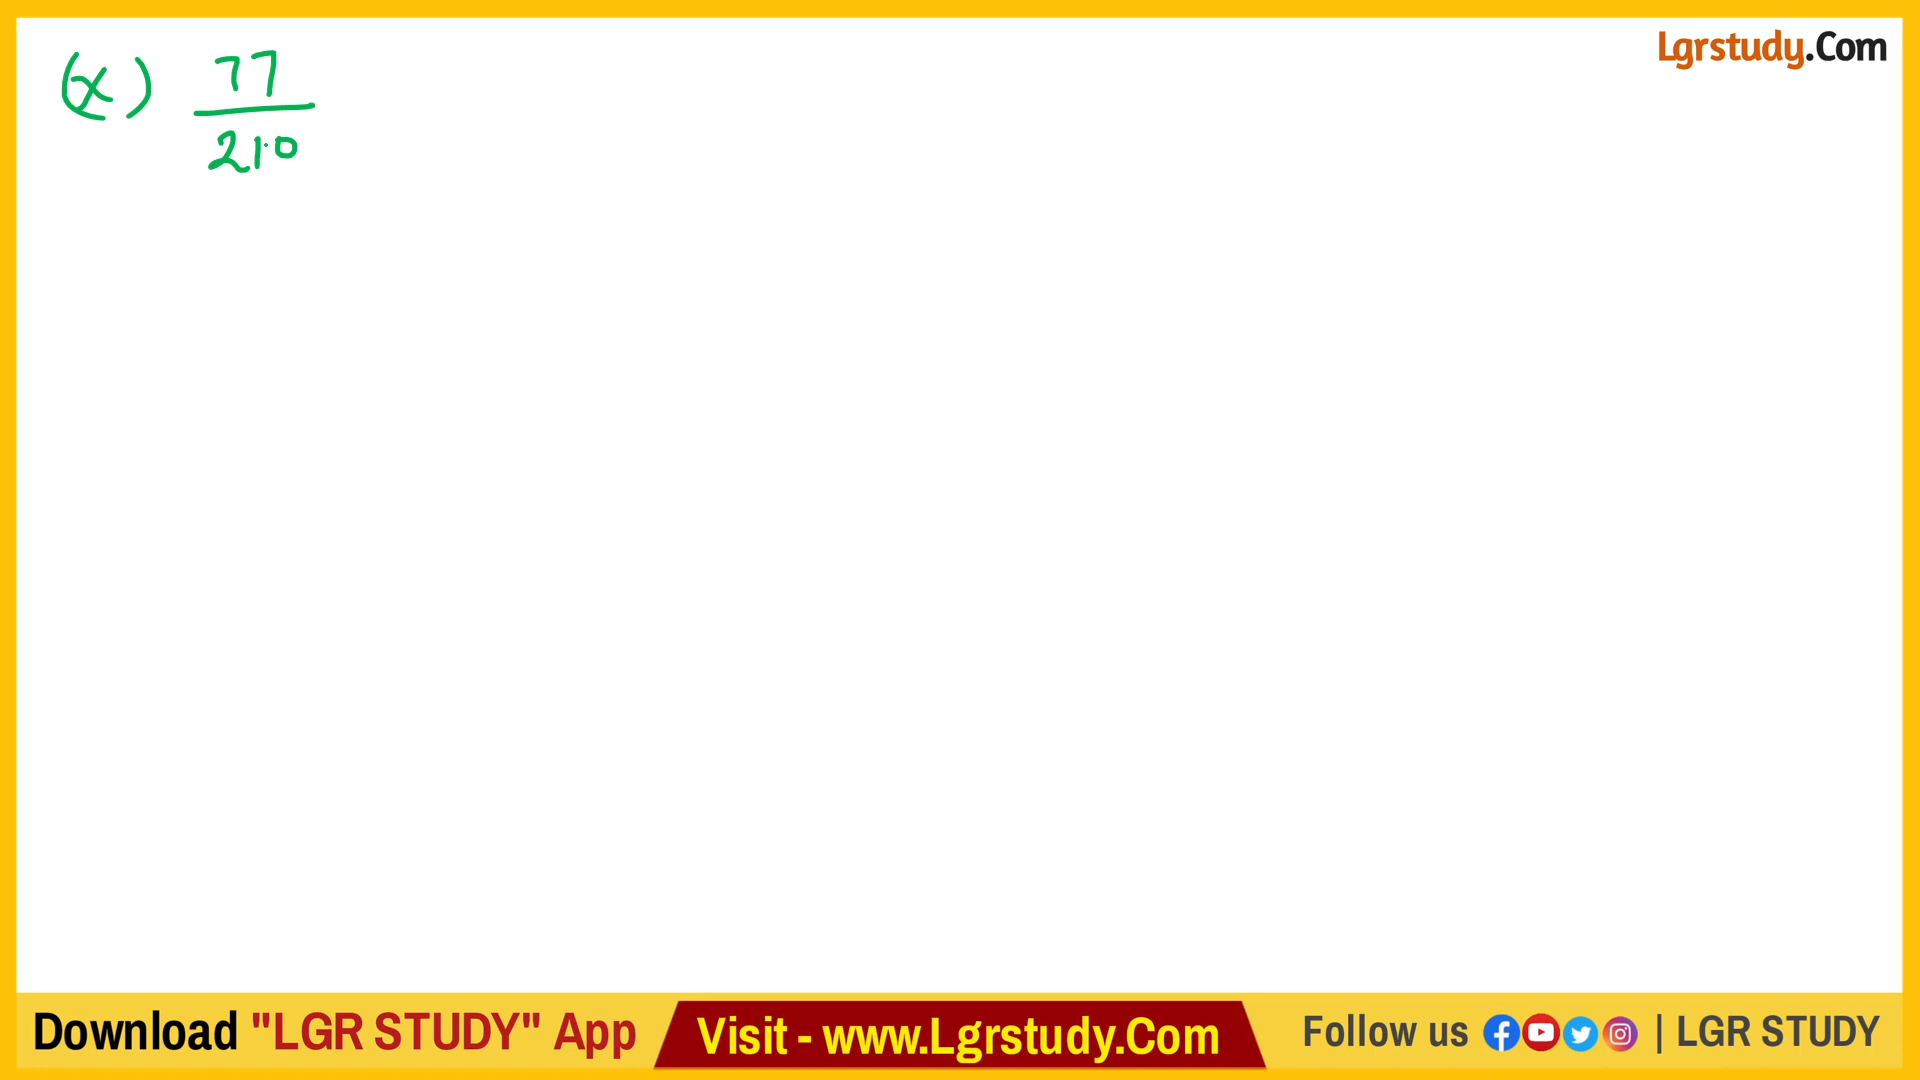 Lgrstudy.Com
(x) 77
210
Download "LGR STUDY" App
Visit - www.Lgrstudy.Com
Follow us | LGR STUDY